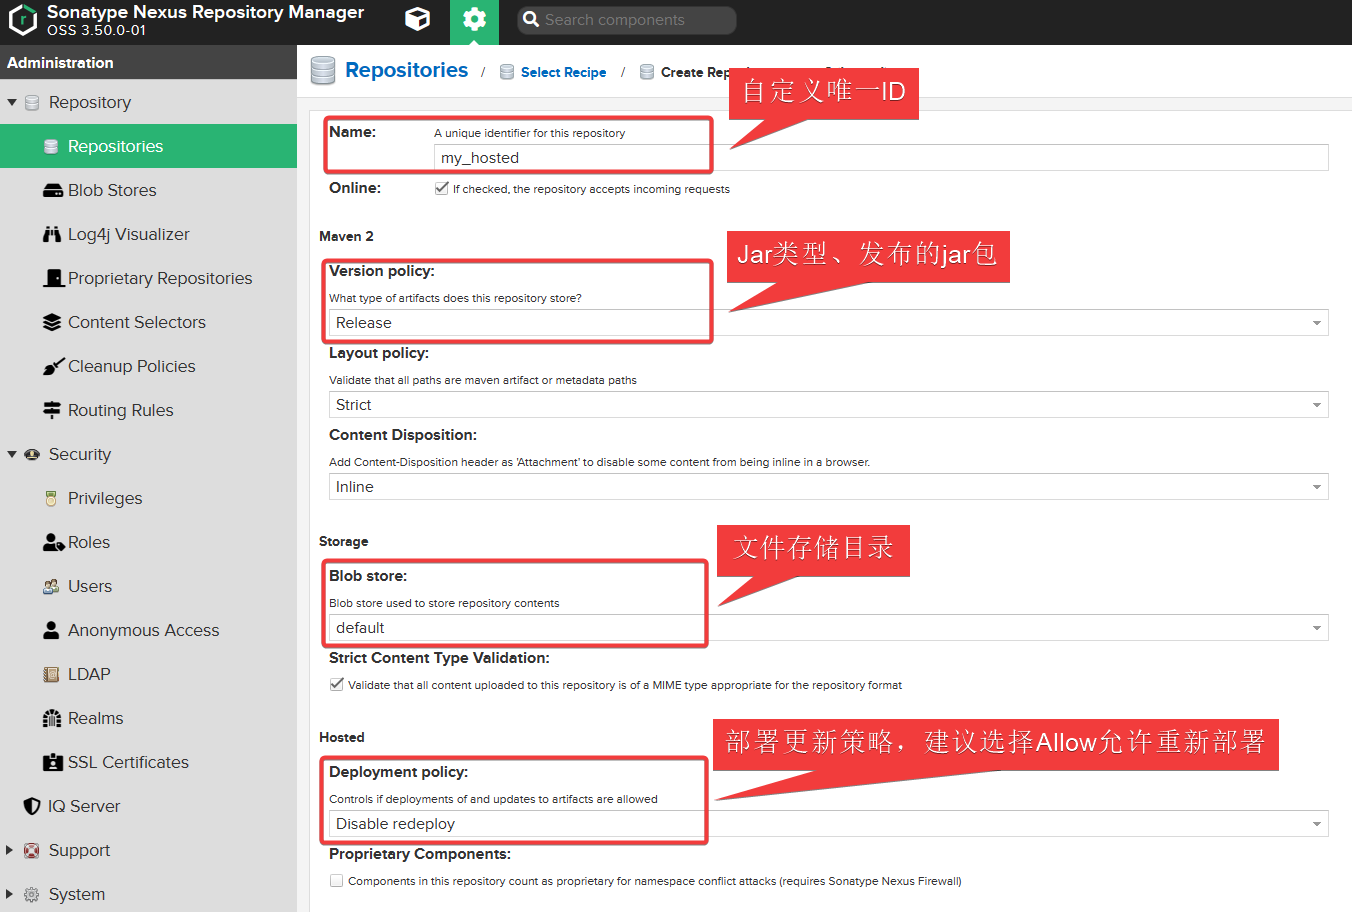 Sonatype Nexus Repository Manager
OSS 3.50.0-01
Search components
Administration
Repository
Repositories
Blob Stores
Log4j Visualizer
Proprietary Repositories
Content Selectors
Cleanup Policies
Routing Rules
Security
Privileges
Roles
Users
Anonymous Access
LDAP
Realms
SSL Certificates
IQ Server
Support
System
Repositories / Select Recipe / Create
自定义唯一ID
Name: A unique identifier for this repository
my_hosted
Online: If checked, the repository accepts incoming requests
Maven 2
Jar类型、发布的jar包
Version policy:
What type of artifacts does this repository store?
Release
Layout policy:
Validate that all paths are maven artifact or metadata paths
Strict
Content Disposition:
Add Content-Disposition header as 'Attachment' to disable some content from being inline in a browser.
Inline
Storage
文件存储目录
Blob store:
Blob store used to store repository contents
default
Strict Content Type Validation:
Validate that all content uploaded to this repository is of a MIME type appropriate for the repository format
Hosted
部署更新策略，建议选择Allow允许重新部署
Deployment policy:
Controls if deployments of and updates to artifacts are allowed
Disable redeploy
Proprietary Components:
Components in this repository count as proprietary for namespace conflict attacks (requires Sonatype Nexus Firewall)